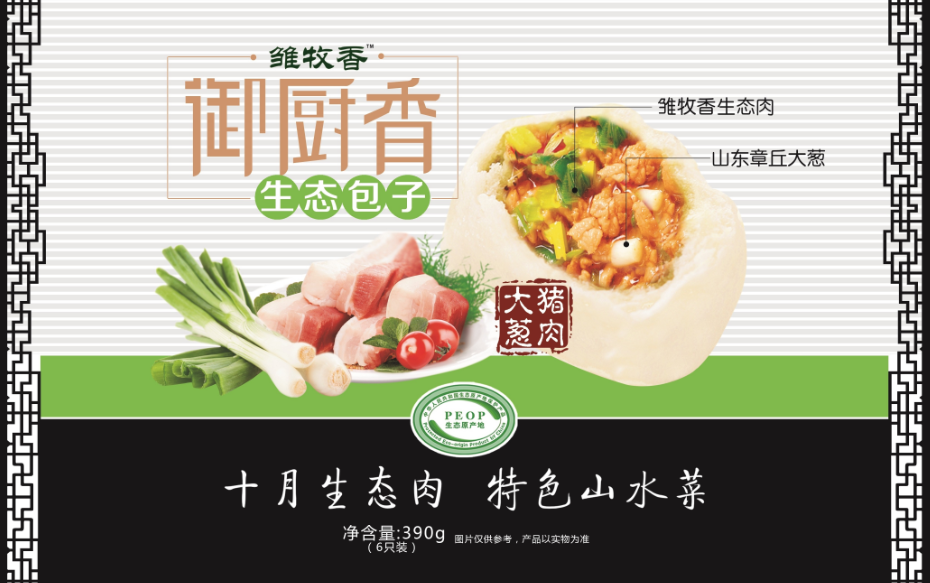 雏牧香™
御厨香
生态包子
雏牧香生态肉
山东章丘大葱
猪肉
大葱
PEOP
生态原产地
十月生态肉 特色山水菜
净含量:390g
（6只装）
图片仅供参考，产品以实物为准